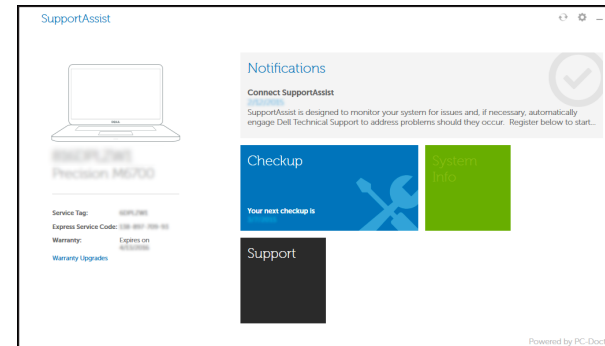 SupportAssist
DELL
Precision M6700
Service Tag:
Express Service Code:
Warranty: Expires on
Warranty Upgrades
Notifications
Connect SupportAssist
SupportAssist is designed to monitor your system for issues and, if necessary, automatically
engage Dell Technical Support to address problems should they occur. Register below to start...
Checkup
Your next checkup is
System
Info
Support
Powered by PC-Doct